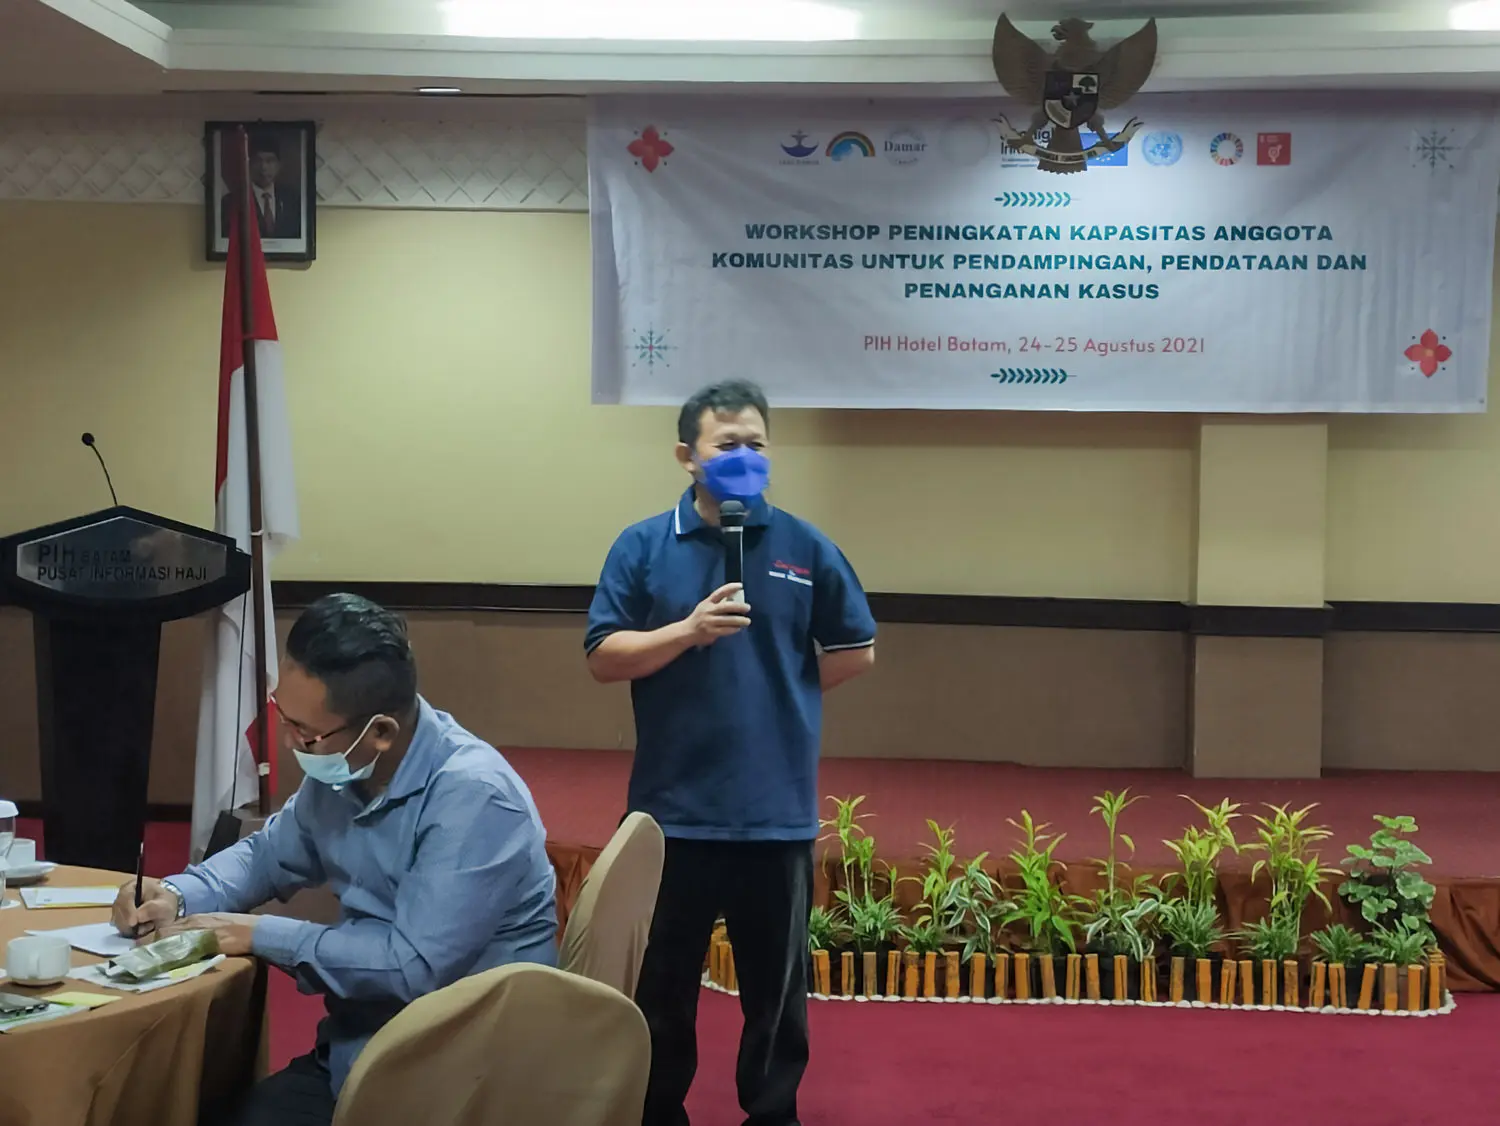 Damar
WORKSHOP PENINGKATAN KAPASITAS ANGGOTA
KOMUNITAS UNTUK PENDAMPINGAN, PENDATAAN DAN
PENANGANAN KASUS
PIH Hotel Batam, 24-25 Agustus 2021
PIH BATAM
PUSAT INFORMASI HAJI